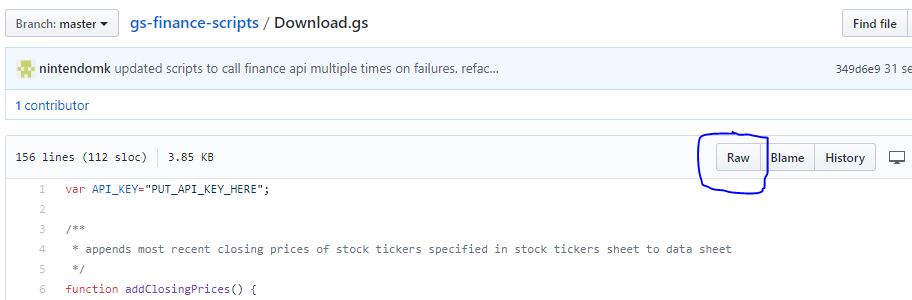 Branch: master gs-finance-scripts / Download.gs Find file
nintendomk updated scripts to call finance api multiple times on failures. refac... 349d6e9 31 se
1 contributor
156 lines (112 sloc) 3.85 KB Raw Blame History
1 var API_KEY="PUT_API_KEY_HERE";
2
3 /**
4 * appends most recent closing prices of stock tickers specified in stock tickers sheet to data sheet
5 */
6 function addClosingPrices() {